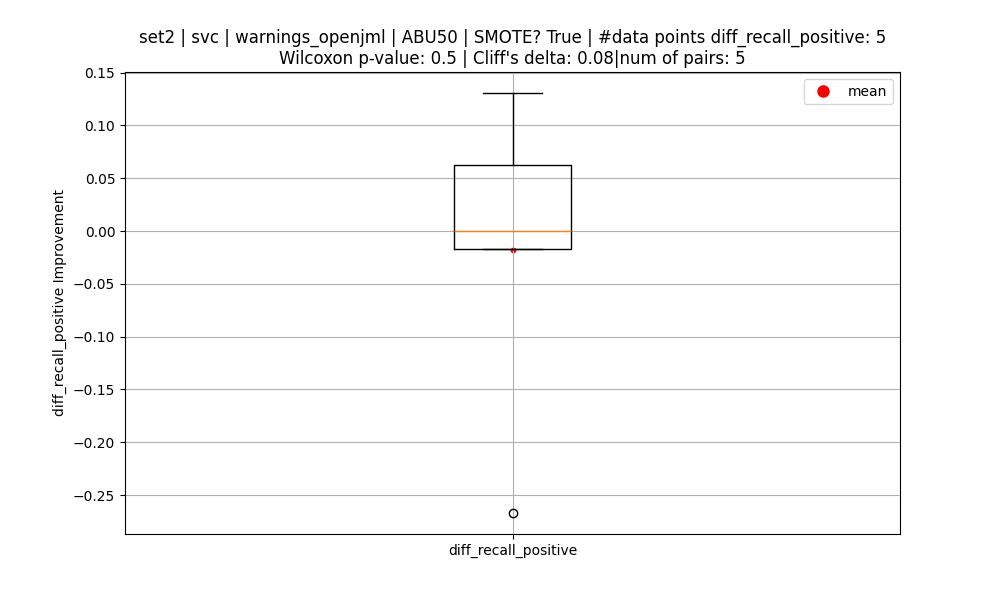 set2 | svc | warnings_openjml | ABU50 | SMOTE? True | #data points diff_recall_positive: 5
Wilcoxon p-value: 0.5 | Cliff's delta: 0.08|num of pairs: 5
mean
0.15
0.10
0.05
0.00
−0.05
−0.10
−0.15
−0.20
−0.25
diff_recall_positive Improvement
diff_recall_positive